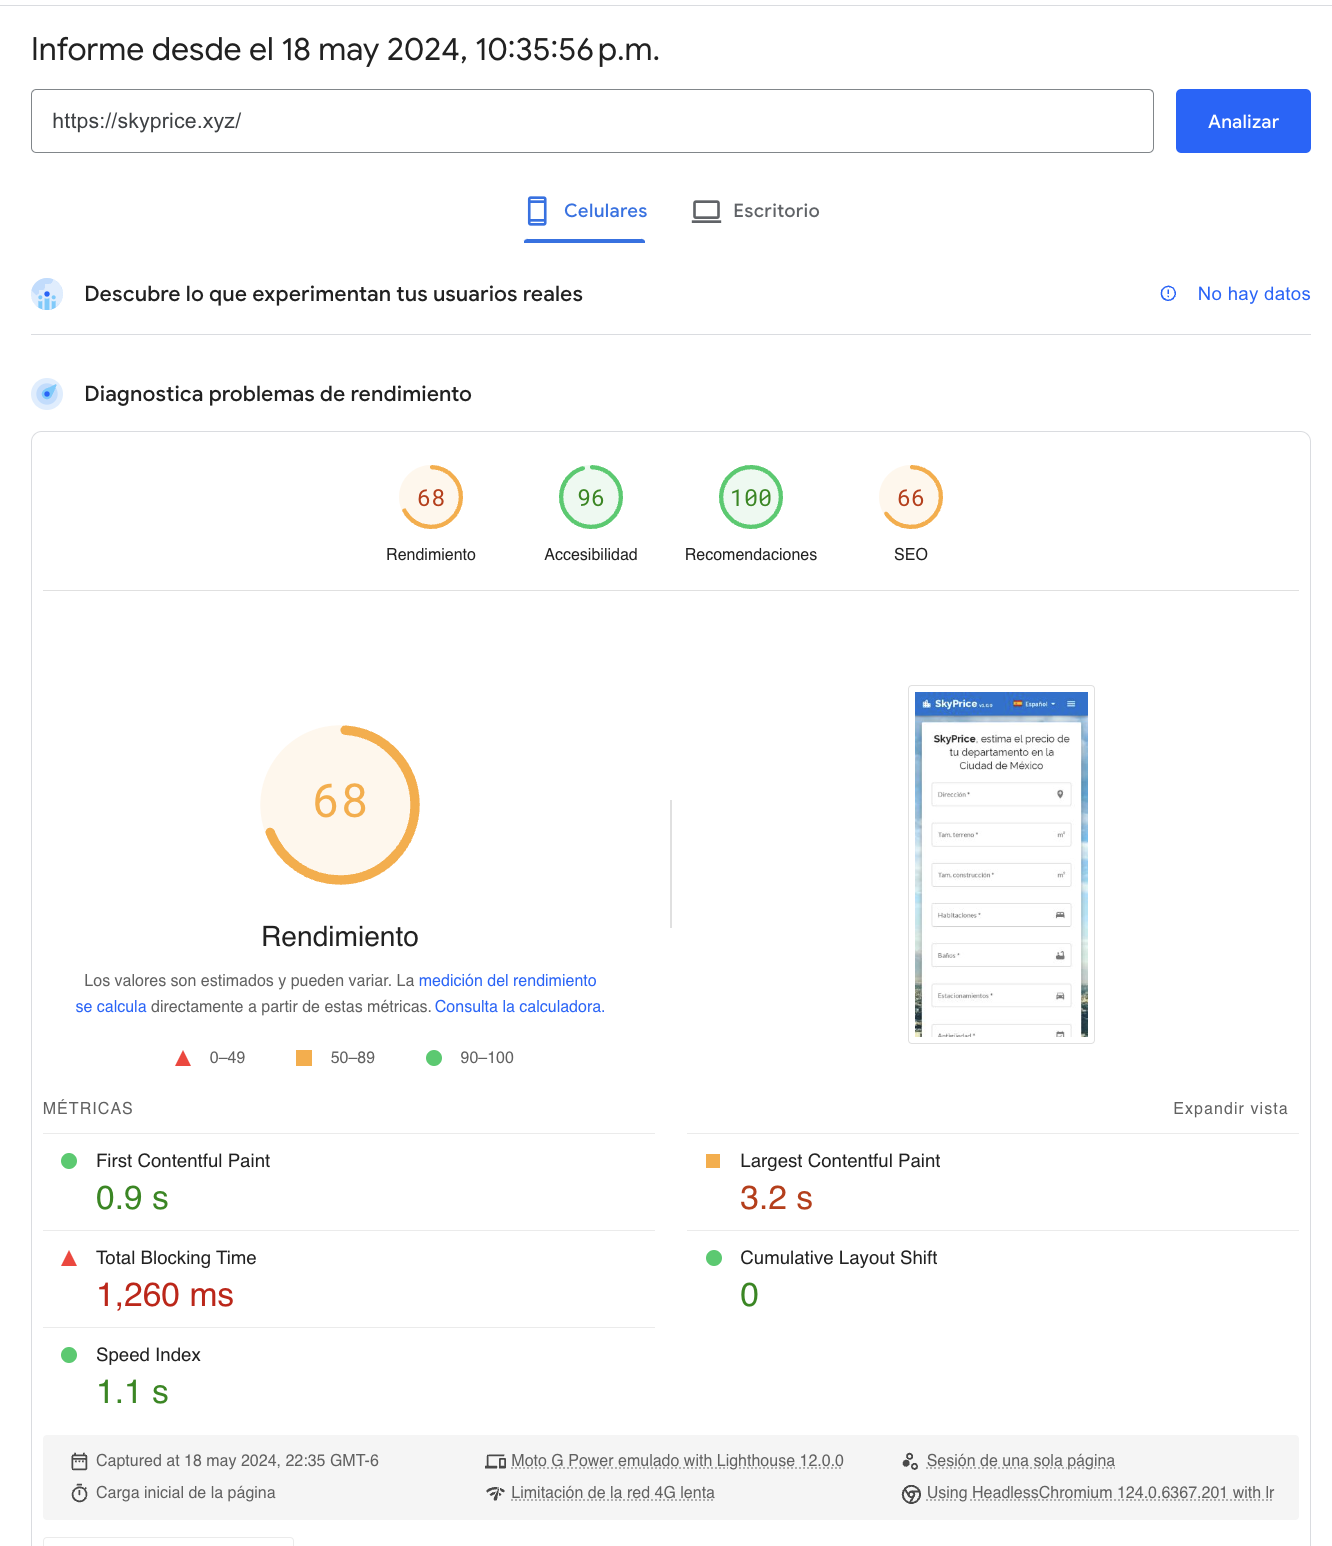 Informe desde el 18 may 2024, 10:35:56 p.m.
https://skyprice.xyz/
Analizar
Celulares
Escritorio
Descubre lo que experimentan tus usuarios reales
No hay datos
Diagnostica problemas de rendimiento
68
96
100
66
Rendimiento
Accesibilidad
Recomendaciones
SEO
68
Rendimiento
Los valores son estimados y pueden variar. La medición del rendimiento
se calcula directamente a partir de estas métricas. Consulta la calculadora.
0–49
50–89
90–100
SkyPrice
Español
SkyPrice, estima el precio de
tu departamento en la
Ciudad de México
Dirección *
Tam. terreno *
m²
Tam. construcción *
m²
Habitaciones *
Baños *
Estacionamientos *
Antigüedad *
MÉTRICAS
Expandir vista
First Contentful Paint
0.9 s
Largest Contentful Paint
3.2 s
Total Blocking Time
1,260 ms
Cumulative Layout Shift
0
Speed Index
1.1 s
Captured at 18 may 2024, 22:35 GMT-6
Moto G Power emulado with Lighthouse 12.0.0
Sesión de una sola página
Carga inicial de la página
Limitación de la red 4G lenta
Using HeadlessChromium 124.0.6367.201 with lr